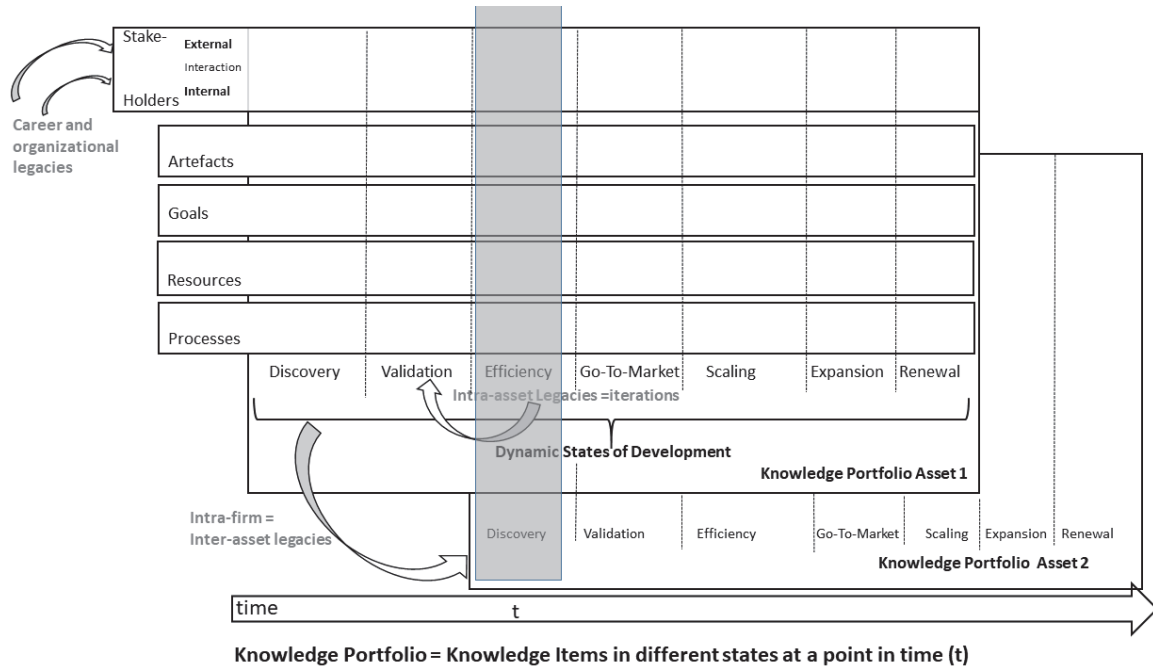 Stake-
External
Interaction
Internal
Holders
Career and
organizational
legacies
Artefacts
Goals
Resources
Processes
Discovery Validation Efficiency Go-To-Market Scaling Expansion Renewal
Intra-asset Legacies =iterations
Dynamic States of Development
Knowledge Portfolio Asset 1
Intra-firm =
Inter-asset legacies
Discovery Validation Efficiency Go-To-Market Scaling Expansion Renewal
Knowledge Portfolio Asset 2
time t
Knowledge Portfolio = Knowledge Items in different states at a point in time (t)